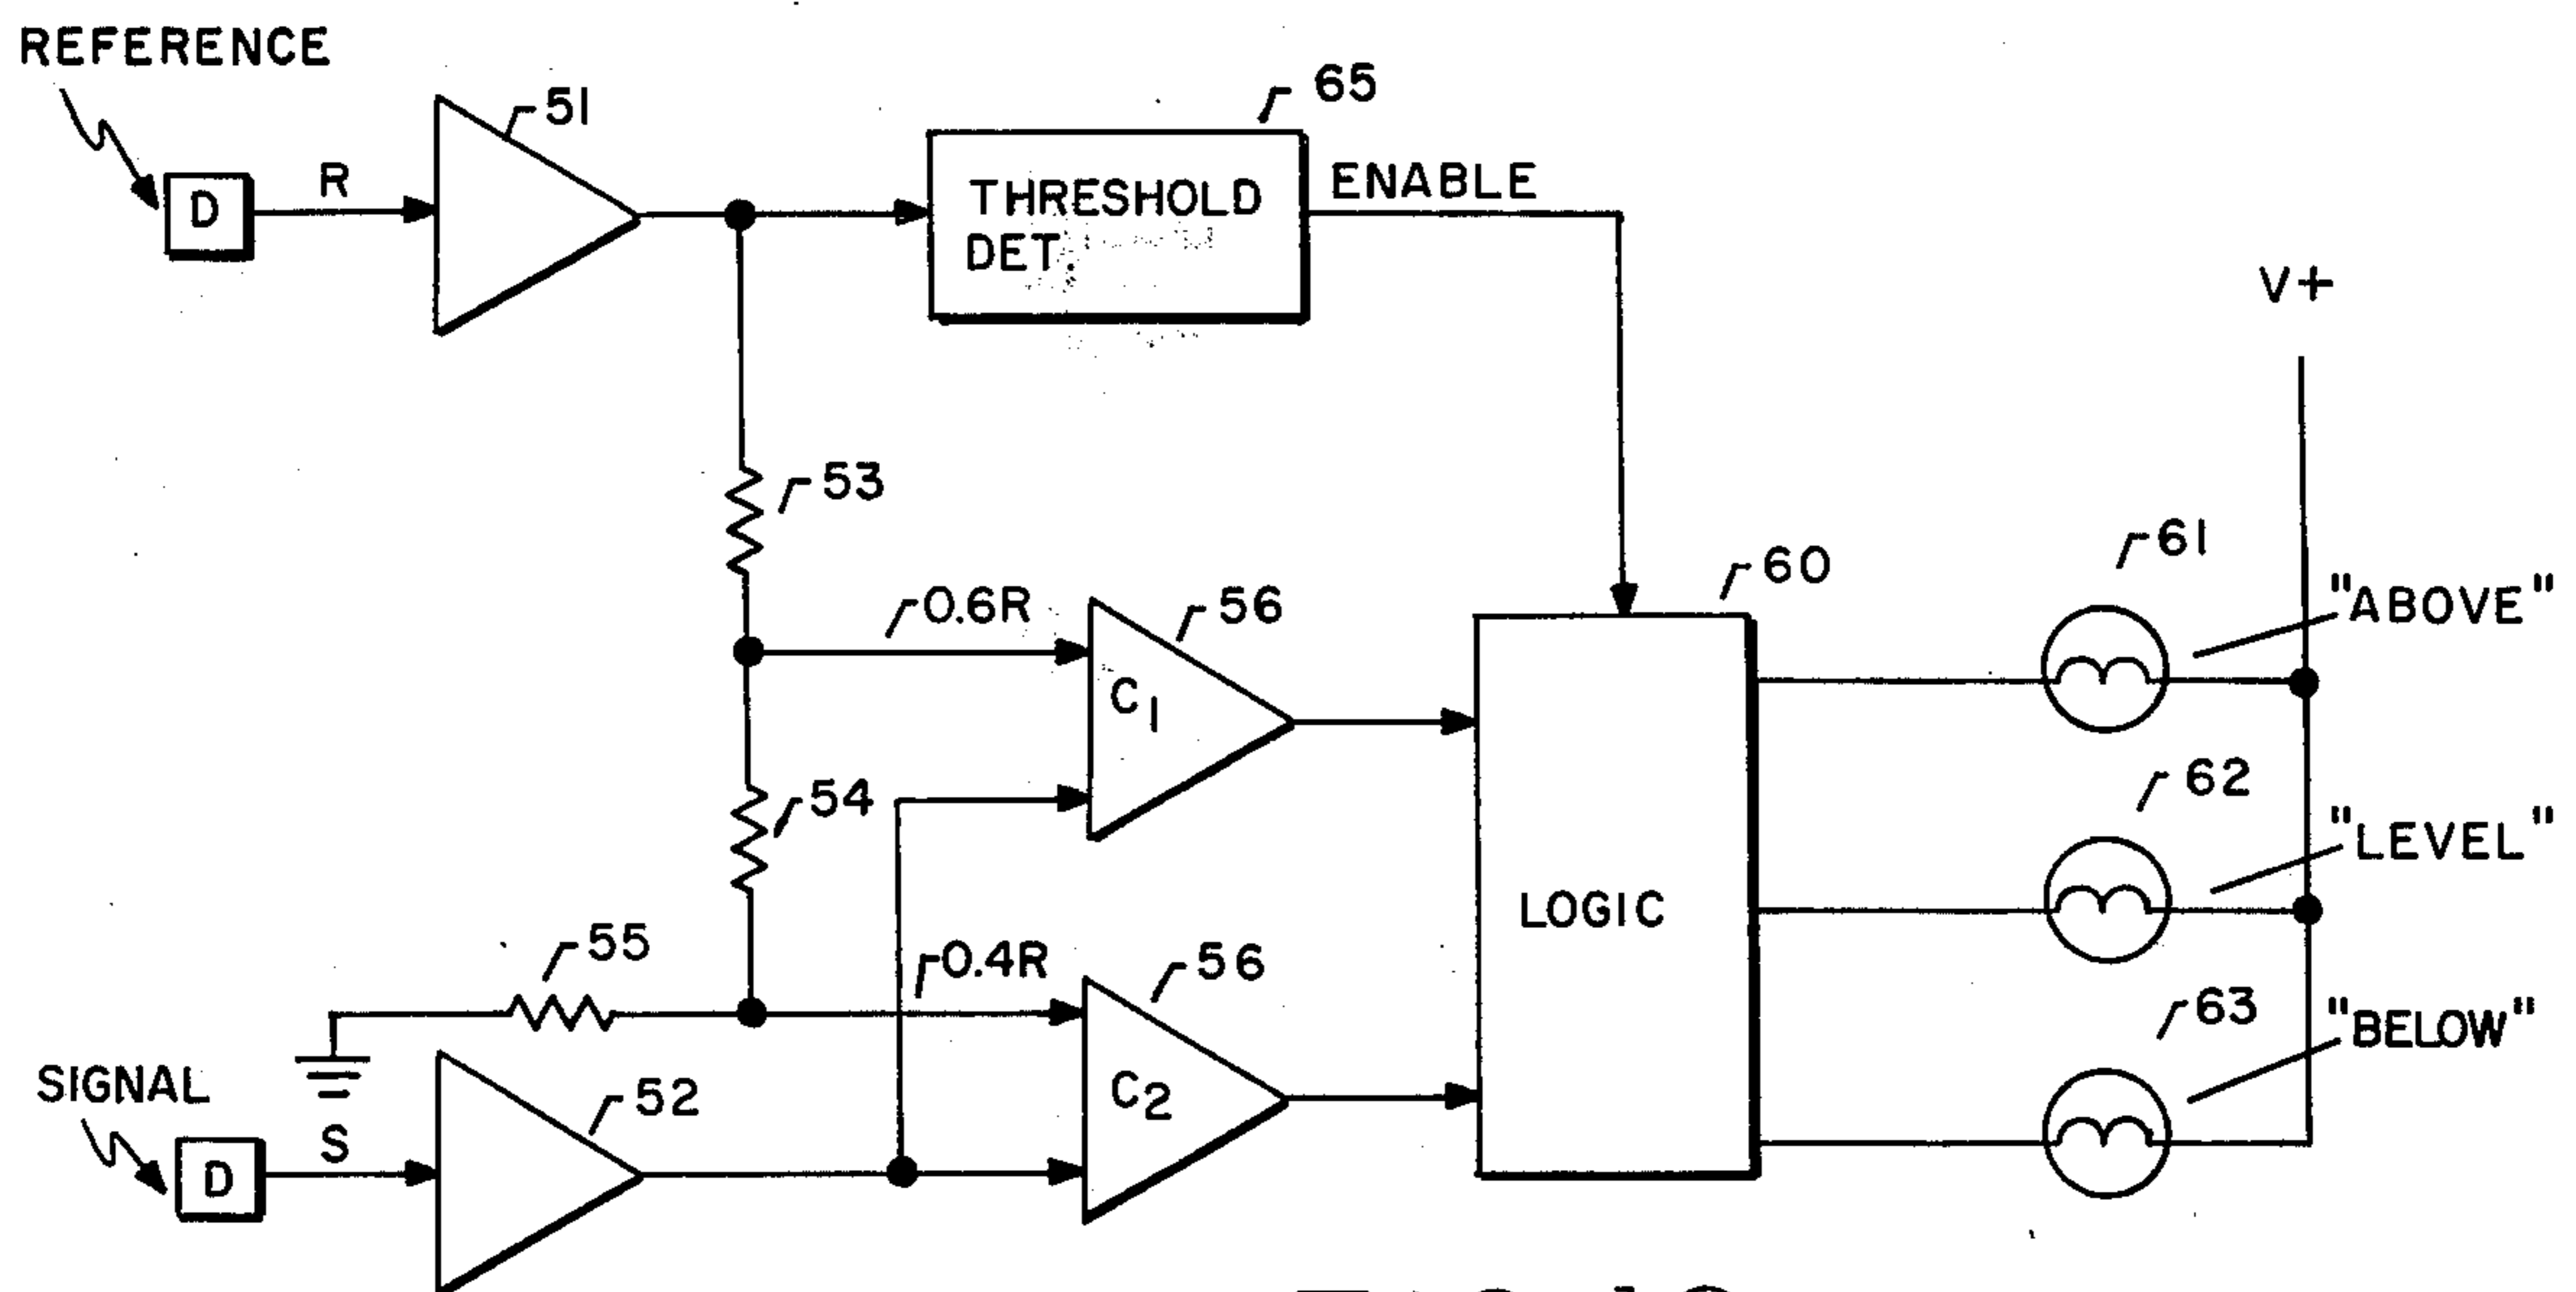 REFERENCE
51
65
R
D
THRESHOLD
DET.
ENABLE
V+
53
0.6R
56
60
61
"ABOVE"
C1
54
62
"LEVEL"
LOGIC
55
0.4R
56
63
"BELOW"
SIGNAL
52
C2
S
D